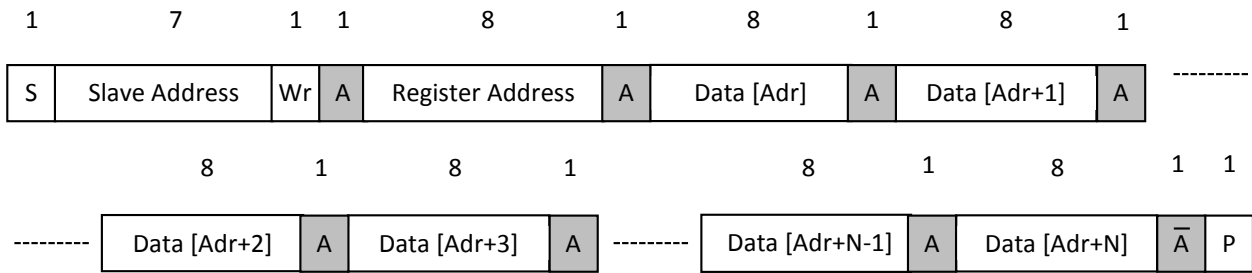 1 7 1 1 8 1 8 1 8 1
S Slave Address Wr A Register Address A Data [Adr] A Data [Adr+1] A
8 1 8 1 8 1 8 1 1
Data [Adr+2] A Data [Adr+3] A Data [Adr+N-1] A Data [Adr+N] A̅ P